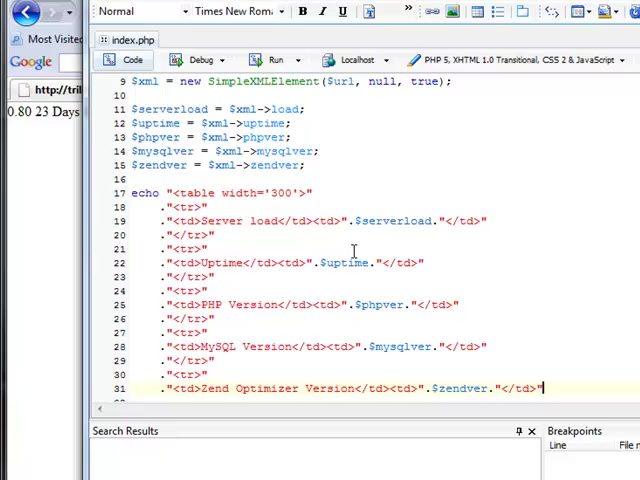 Normal Times New Roma B I U »
index.php
Most Visited
Code Debug Run Localhost PHP 5, XHTML 1.0 Transitional, CSS 2 & JavaScript
Google
http://tril
0.80 23 Days
9 $xml = new SimpleXMLElement($url, null, true);
11 $serverload = $xml->load;
12 $uptime = $xml->uptime;
13 $phpver = $xml->phpver;
14 $mysqlver = $xml->mysqlver;
15 $zendver = $xml->zendver;
16
17 echo "<table width='300'>"
18 ."<tr>"
19 ."<td>Server load</td><td>".$serverload."</td>"
20 ."</tr>"
21 ."<tr>"
22 ."<td>Uptime</td><td>".$uptime."</td>"
23 ."</tr>"
24 ."<tr>"
25 ."<td>PHP Version</td><td>".$phpver."</td>"
26 ."</tr>"
27 ."<tr>"
28 ."<td>MySQL Version</td><td>".$mysqlver."</td>"
29 ."</tr>"
30 ."<tr>"
31 ."<td>Zend Optimizer Version</td><td>".$zendver."</td>"
Search Results
Breakpoints
Line File n